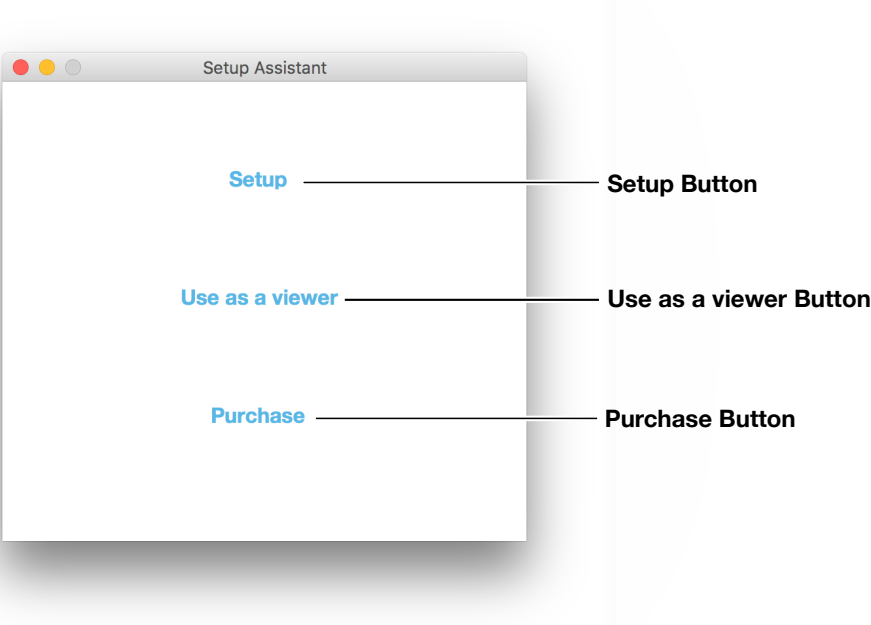 Setup Assistant
Setup
Setup Button
Use as a viewer
Use as a viewer Button
Purchase
Purchase Button